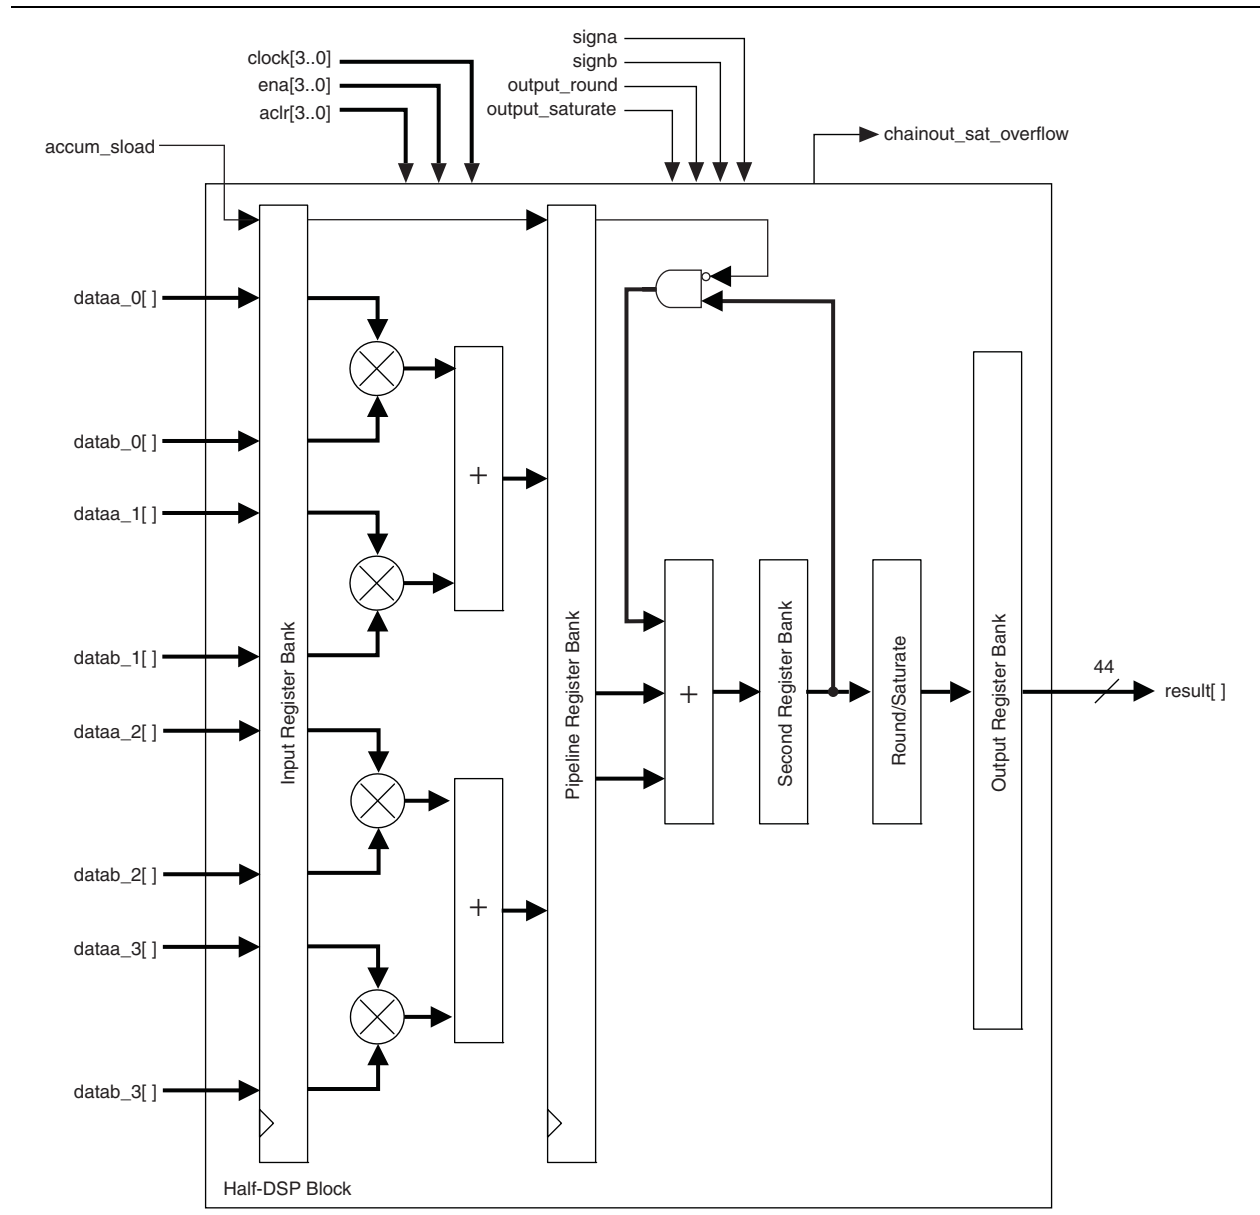 signa
signb
output_round
output_saturate
clock[3..0]
ena[3..0]
aclr[3..0]
accum_sload
chainout_sat_overflow
dataa_0[ ]
datab_0[ ]
dataa_1[ ]
datab_1[ ]
dataa_2[ ]
datab_2[ ]
dataa_3[ ]
datab_3[ ]
Input Register Bank
+
+
Pipeline Register Bank
+
Second Register Bank
Round/Saturate
Output Register Bank
44
result[ ]
Half-DSP Block